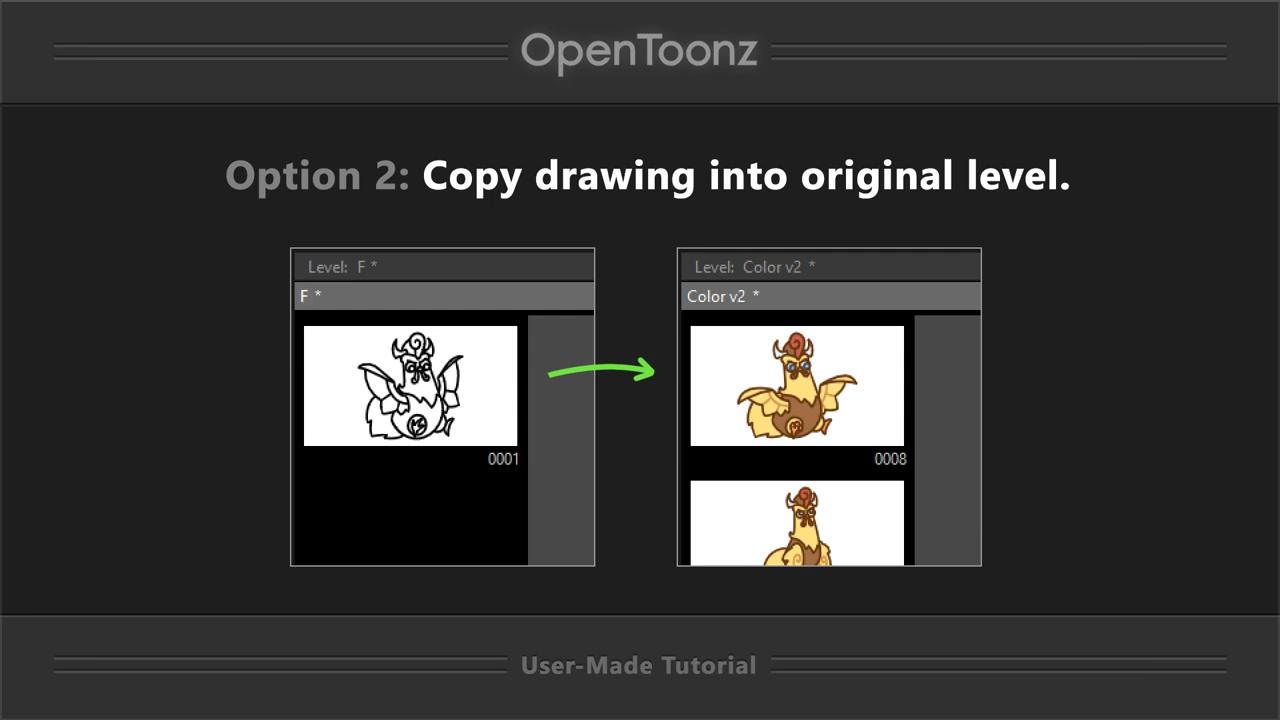 OpenToonz
Option 2: Copy drawing into original level.
Level: F *
F *
0001
Level: Color v2 *
Color v2 *
0008
User-Made Tutorial